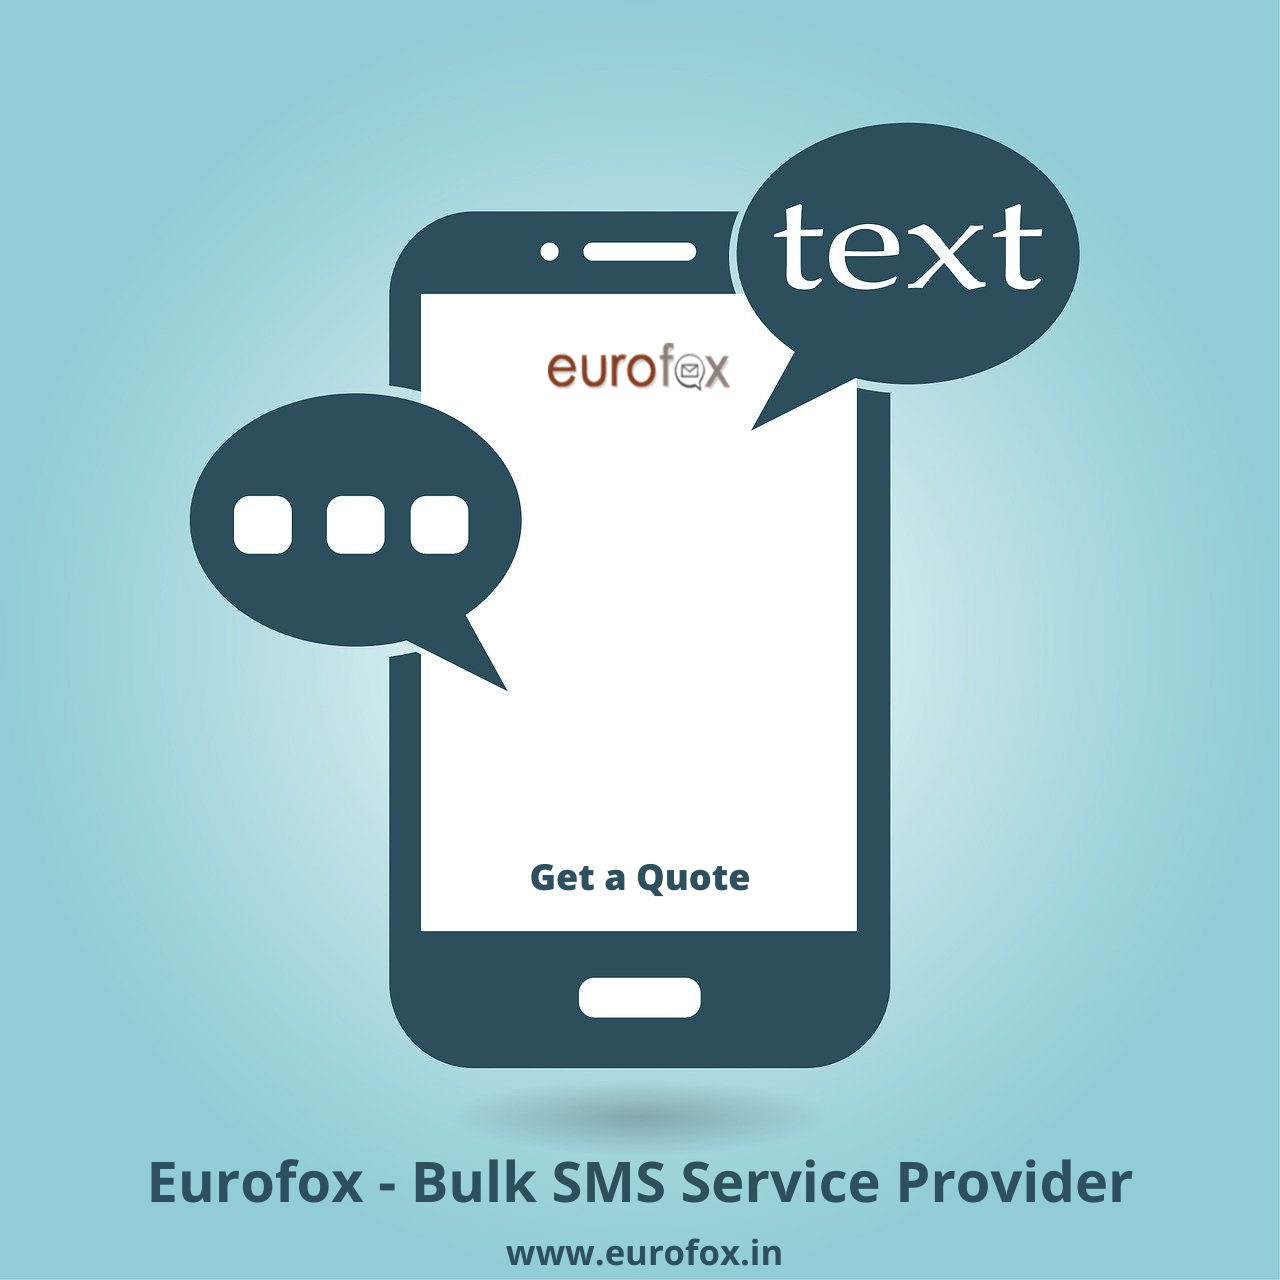 text
eurofox
Get a Quote
Eurofox - Bulk SMS Service Provider
www.eurofox.in